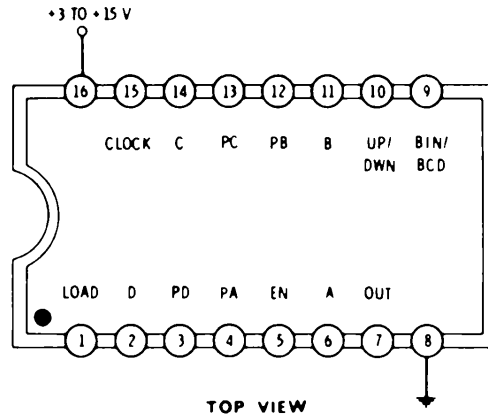 +3 TO +15 V
16 15 14 13 12 11 10 9
CLOCK C PC PB B UP/ BIN/
DWN BCD
LOAD D PD PA EN A OUT
1 2 3 4 5 6 7 8
TOP VIEW